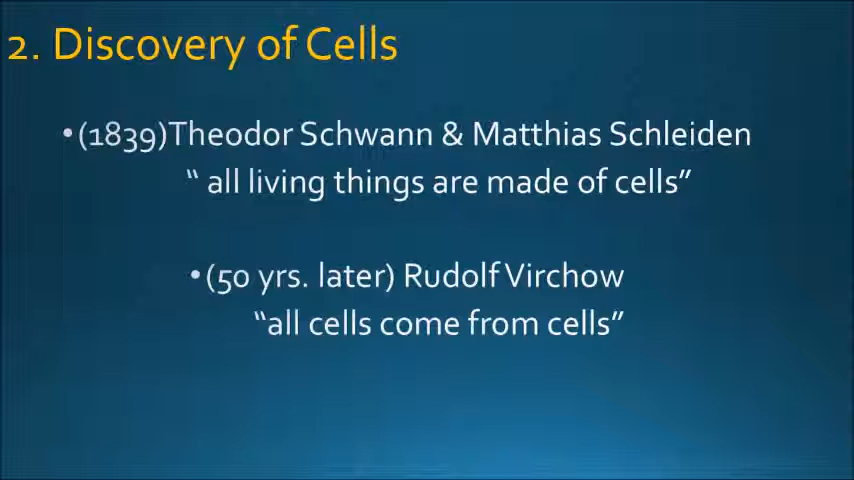 2. Discovery of Cells
•(1839)Theodor Schwann & Matthias Schleiden
“ all living things are made of cells”
•(50 yrs. later) Rudolf Virchow
“all cells come from cells”